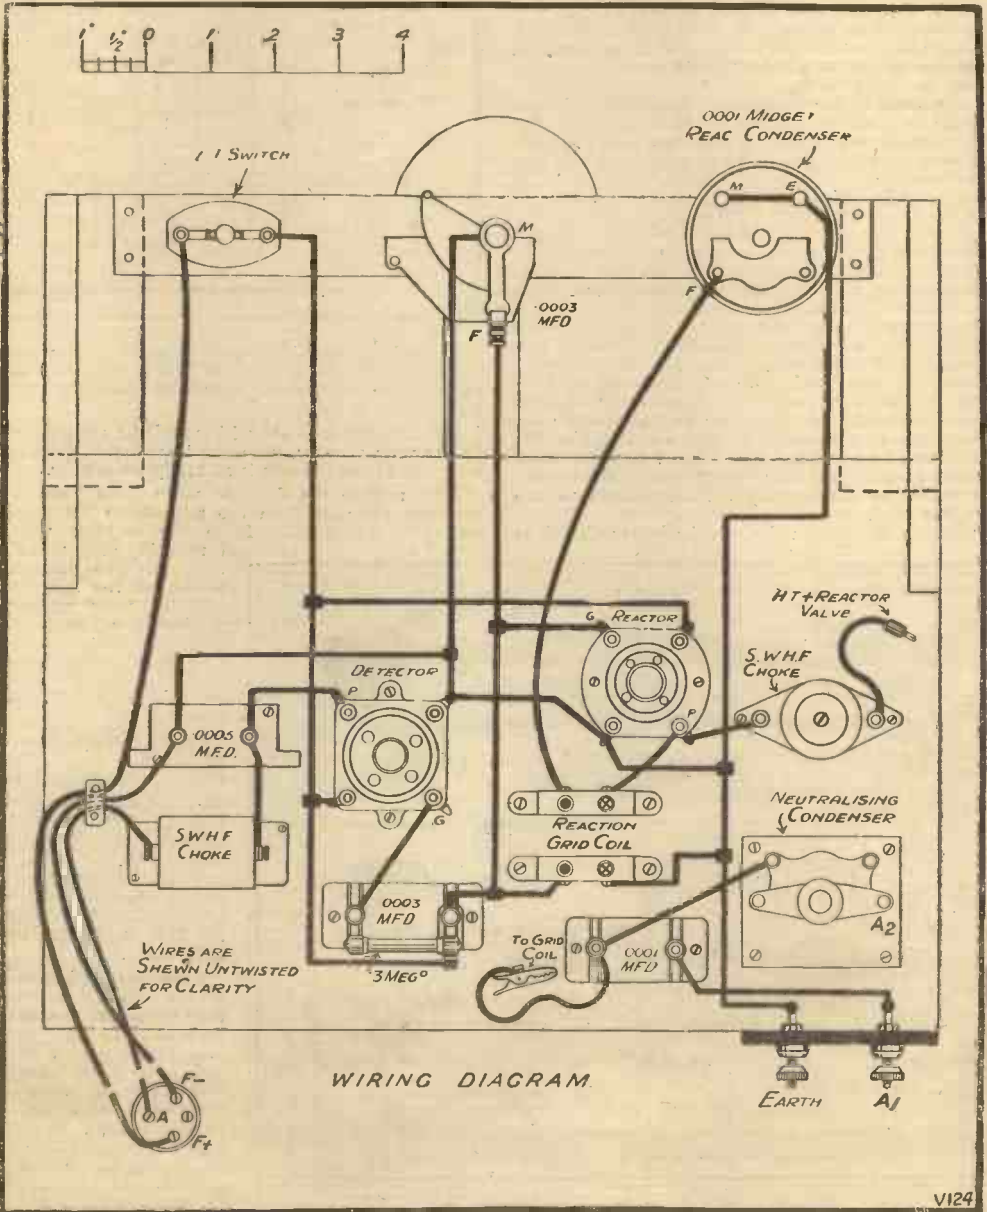 1" ½" 0 1 2 3 4
0001 MIDGET
REAC CONDENSER
SWITCH
M
E
M
F
F
.0003
MFD
HT+REACTOR
VALVE
G
REACTOR
S.W.H.F
CHOKE
DETECTOR
P
P
.0005
M.F.D.
NEUTRALISING
CONDENSER
G
REACTION
GRID COIL
S.W.H.F
CHOKE
0003
MFD
A2
TO GRID
COIL
0001
MFD
WIRES ARE
SHEWN UNTWISTED
FOR CLARITY
3 MEGº
WIRING DIAGRAM.
F-
A
F+
EARTH
A1
V124